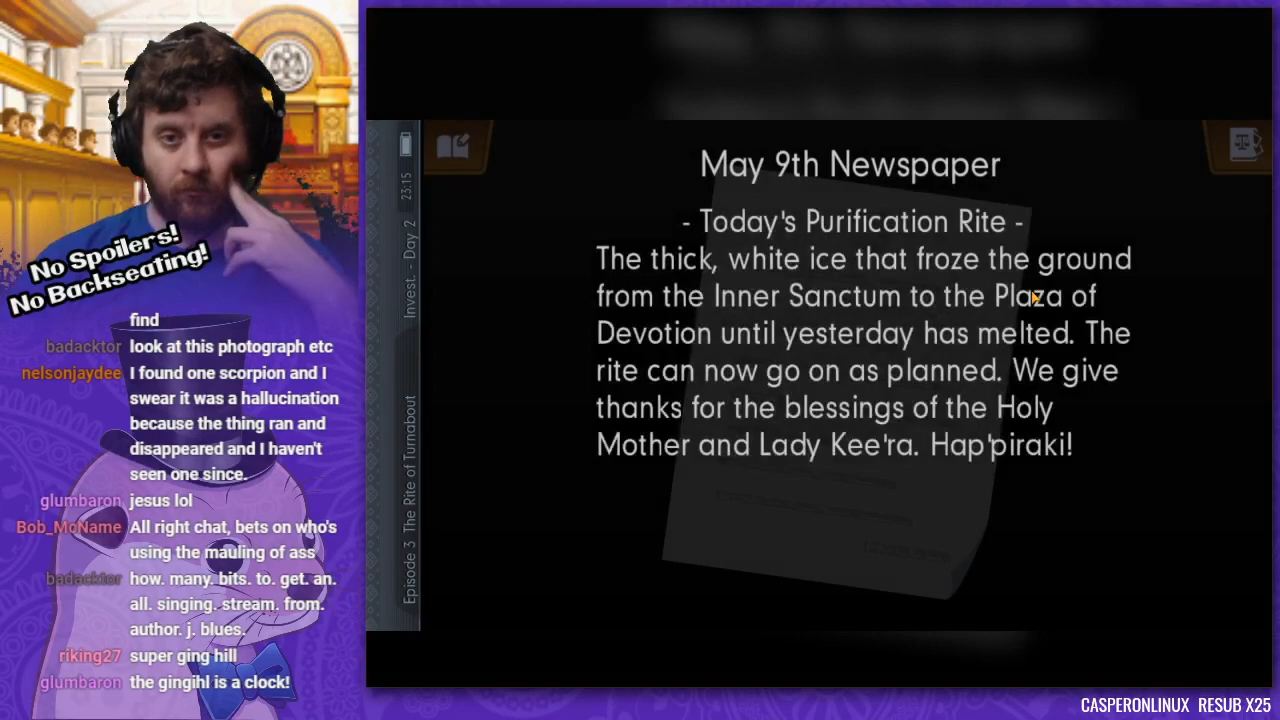 No Spoilers!
No Backseating!
find
badacktor look at this photograph etc
nelsonjaydee I found one scorpion and I
swear it was a hallucination
because the thing ran and
disappeared and I haven't
seen one since.
glumbaron jesus lol
Bob_McName All right chat, bets on who's
using the mauling of ass
badacktor how. many. bits. to. get. an.
all. singing. stream. from.
author. j. blues.
riking27 super ging hill
glumbaron the gingihl is a clock!
23:15
Invest. - Day 2
Episode 3 The Rite of Turnabout
May 9th Newspaper
- Today's Purification Rite -
The thick, white ice that froze the ground
from the Inner Sanctum to the Plaza of
Devotion until yesterday has melted. The
rite can now go on as planned. We give
thanks for the blessings of the Holy
Mother and Lady Kee'ra. Hap'piraki!
CASPERONLINUX RESUB X25